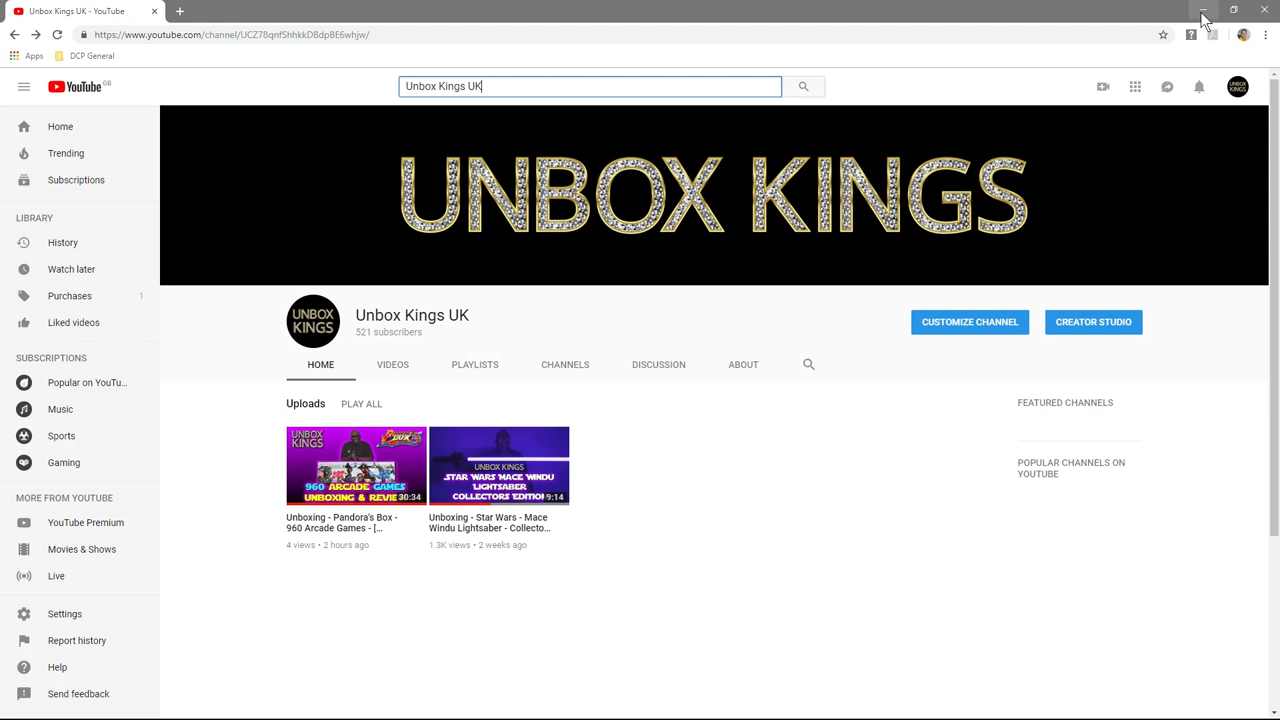 Unbox Kings UK - YouTube
https://www.youtube.com/channel/UCZ78qnfShhkkDBdpBE6whjw/
Apps
DCP General
YouTube GB
Unbox Kings UK
UNBOX KINGS
Home
Trending
Subscriptions
LIBRARY
History
Watch later
Purchases 1
Liked videos
SUBSCRIPTIONS
Popular on YouTu...
Music
Sports
Gaming
MORE FROM YOUTUBE
YouTube Premium
Movies & Shows
Live
Settings
Report history
Help
Send feedback
UNBOX KINGS
UNBOX
KINGS
Unbox Kings UK
521 subscribers
CUSTOMIZE CHANNEL
CREATOR STUDIO
HOME VIDEOS PLAYLISTS CHANNELS DISCUSSION ABOUT
Uploads PLAY ALL
UNBOX
KINGS
960 ARCADE GAMES
UNBOXING & REVIE
30:34
Unboxing - Pandora's Box -
960 Arcade Games - [...
4 views • 2 hours ago
UNBOX KINGS
STAR WARS MACE WINDU
LIGHTSABER
COLLECTORS EDITION
9:14
Unboxing - Star Wars - Mace
Windu Lightsaber - Collecto...
1.3K views • 2 weeks ago
FEATURED CHANNELS
POPULAR CHANNELS ON
YOUTUBE